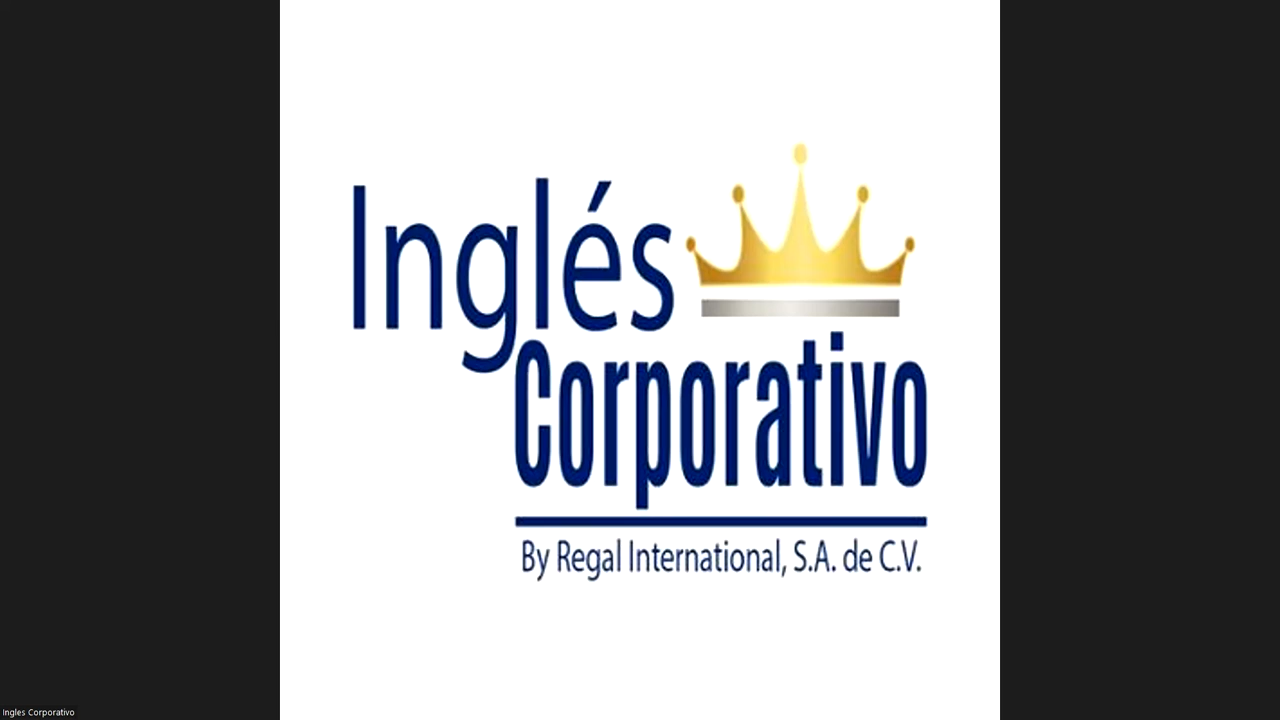 Inglés
Corporativo
By Regal International, S.A. de C.V.
Ingles Corporativo